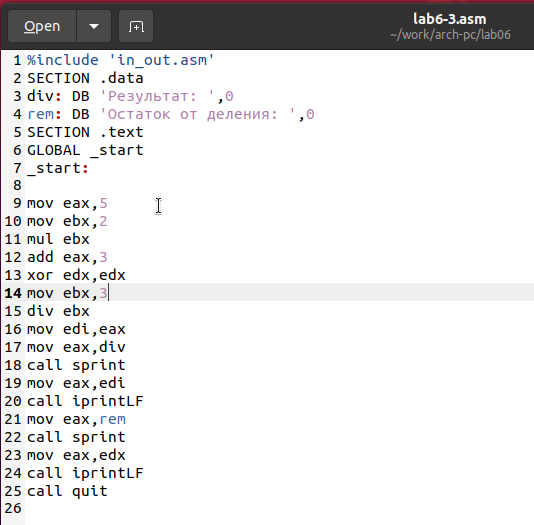 Open
lab6-3.asm
~/work/arch-pc/lab06
1 %include 'in_out.asm'
2 SECTION .data
3 div: DB 'Результат: ',0
4 rem: DB 'Остаток от деления: ',0
5 SECTION .text
6 GLOBAL _start
7 _start:
8
9 mov eax,5
10 mov ebx,2
11 mul ebx
12 add eax,3
13 xor edx,edx
14 mov ebx,3
15 div ebx
16 mov edi,eax
17 mov eax,div
18 call sprint
19 mov eax,edi
20 call iprintLF
21 mov eax,rem
22 call sprint
23 mov eax,edx
24 call iprintLF
25 call quit
26